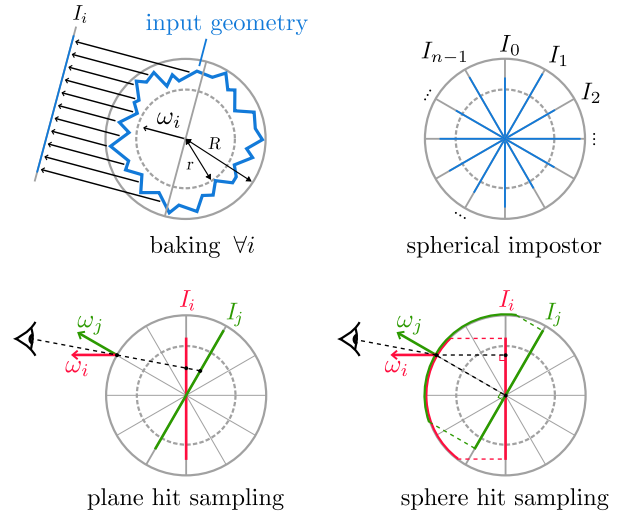 I_i
input geometry
ω_i
R
r
baking ∀i
I_{n−1}
I_0
I_1
I_2
...
...
...
spherical impostor
I_i
I_j
ω_j
ω_i
plane hit sampling
I_i
I_j
ω_j
ω_i
sphere hit sampling